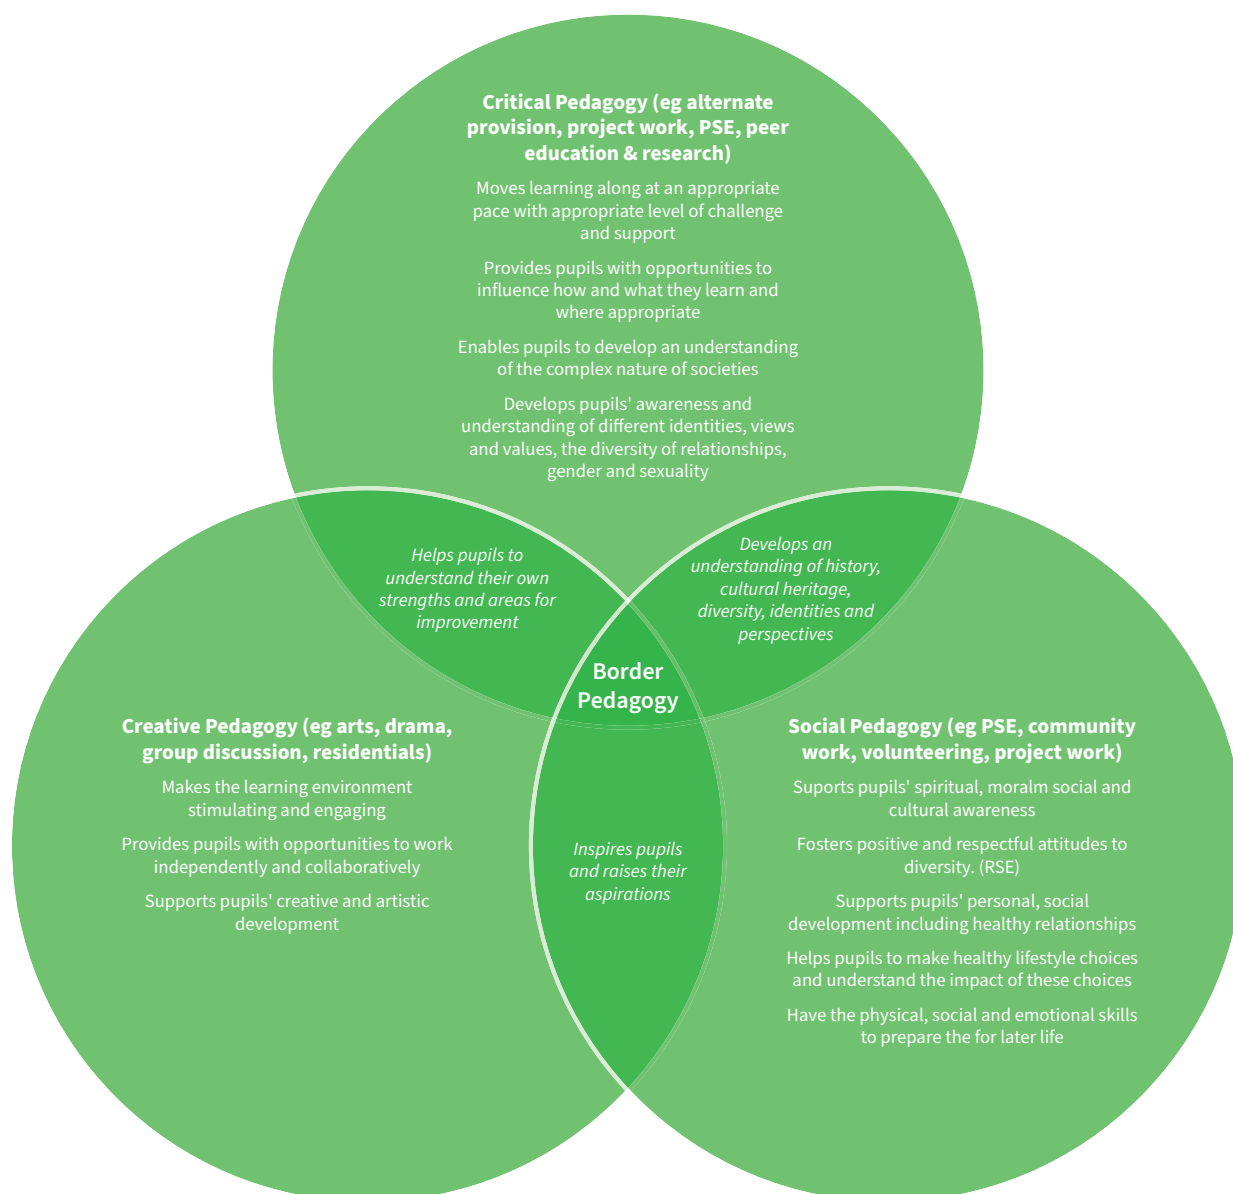 Critical Pedagogy (eg alternate
provision, project work, PSE, peer
education & research)
Moves learning along at an appropriate
pace with appropriate level of challenge
and support
Provides pupils with opportunities to
influence how and what they learn and
where appropriate
Enables pupils to develop an understanding
of the complex nature of societies
Develops pupils' awareness and
understanding of different identities, views
and values, the diversity of relationships,
gender and sexuality
Helps pupils to
understand their own
strengths and areas for
improvement
Develops an
understanding of history,
cultural heritage,
diversity, identities and
perspectives
Border
Pedagogy
Creative Pedagogy (eg arts, drama,
group discussion, residentials)
Makes the learning environment
stimulating and engaging
Provides pupils with opportunities to work
independently and collaboratively
Supports pupils' creative and artistic
development
Inspires pupils
and raises their
aspirations
Social Pedagogy (eg PSE, community
work, volunteering, project work)
Suports pupils' spiritual, moralm social and
cultural awareness
Fosters positive and respectful attitudes to
diversity. (RSE)
Supports pupils' personal, social
development including healthy relationships
Helps pupils to make healthy lifestyle choices
and understand the impact of these choices
Have the physical, social and emotional skills
to prepare the for later life